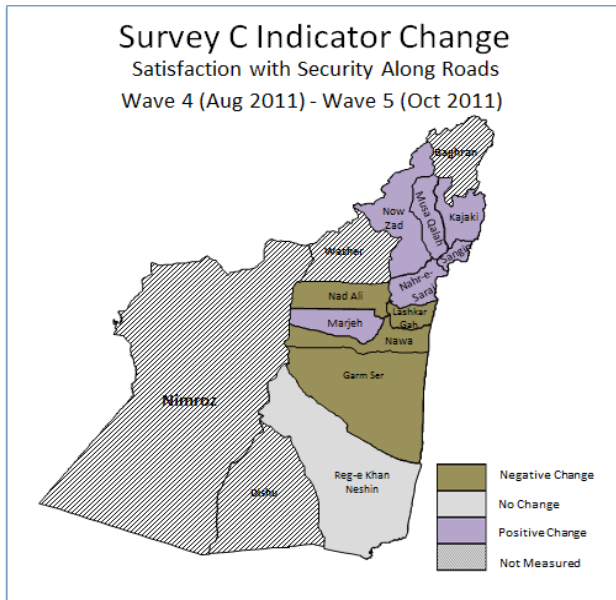 Survey C Indicator Change
Satisfaction with Security Along Roads
Wave 4 (Aug 2011) - Wave 5 (Oct 2011)
Baghran
Now
Zad
Musa Qalah
Kajaki
Sangin
Washer
Nahr-e-
Saraj
Nad Ali
Lashkar
Gah
Marjeh
Nawa
Garm Ser
Nimroz
Reg-e Khan
Neshin
Dishu
Negative Change
No Change
Positive Change
Not Measured